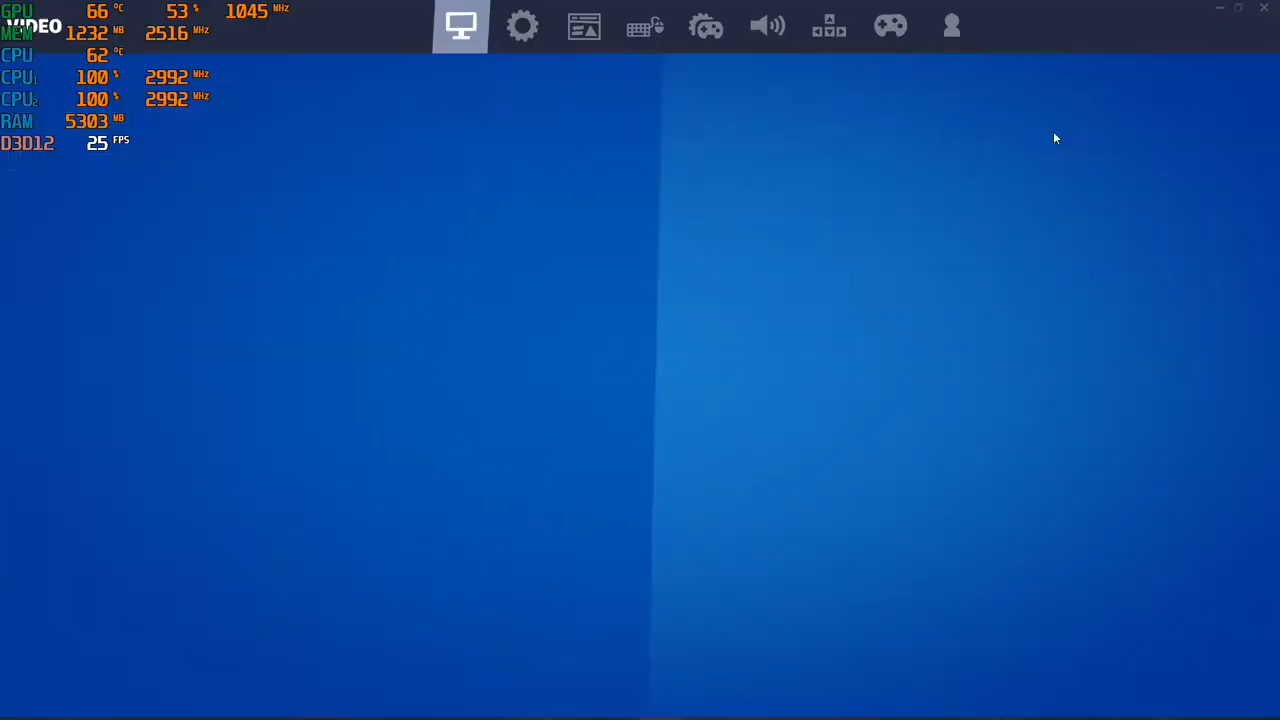 GPU 66 °C 53 % 1045 MHz
VIDEO
MEM 1232 MB 2516 MHz
CPU 62 °C
CPU1 100 % 2992 MHz
CPU2 100 % 2992 MHz
RAM 5303 MB
D3D12 25 FPS